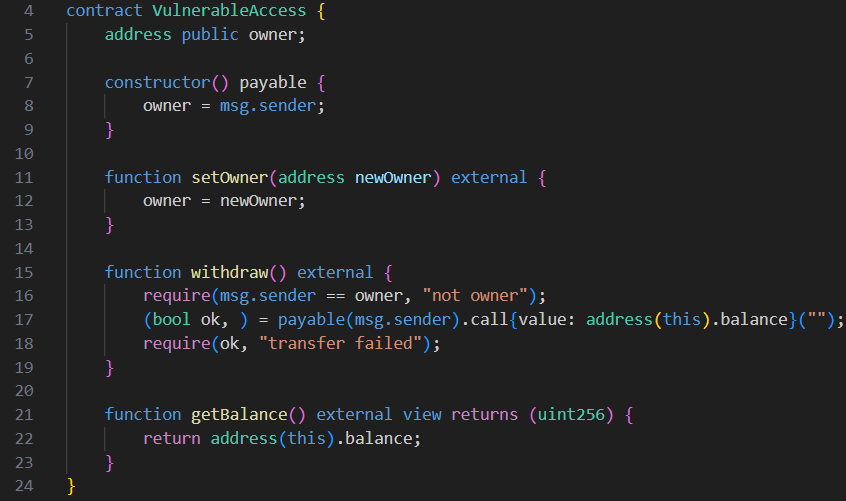 4 contract VulnerableAccess {
5     address public owner;
6
7     constructor() payable {
8         owner = msg.sender;
9     }
10
11     function setOwner(address newOwner) external {
12         owner = newOwner;
13     }
14
15     function withdraw() external {
16         require(msg.sender == owner, "not owner");
17         (bool ok, ) = payable(msg.sender).call{value: address(this).balance}("");
18         require(ok, "transfer failed");
19     }
20
21     function getBalance() external view returns (uint256) {
22         return address(this).balance;
23     }
24 }